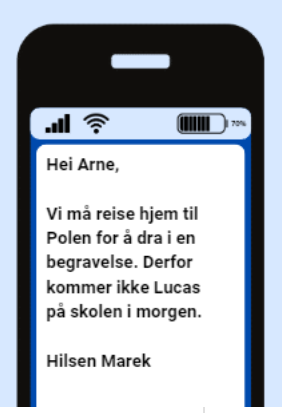 70%
Hei Arne,
Vi må reise hjem til
Polen for å dra i en
begravelse. Derfor
kommer ikke Lucas
på skolen i morgen.
Hilsen Marek